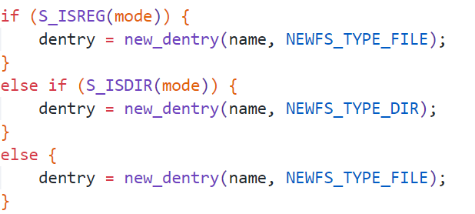 if (S_ISREG(mode)) {
    dentry = new_dentry(name, NEWFS_TYPE_FILE);
}
else if (S_ISDIR(mode)) {
    dentry = new_dentry(name, NEWFS_TYPE_DIR);
}
else {
    dentry = new_dentry(name, NEWFS_TYPE_FILE);
}